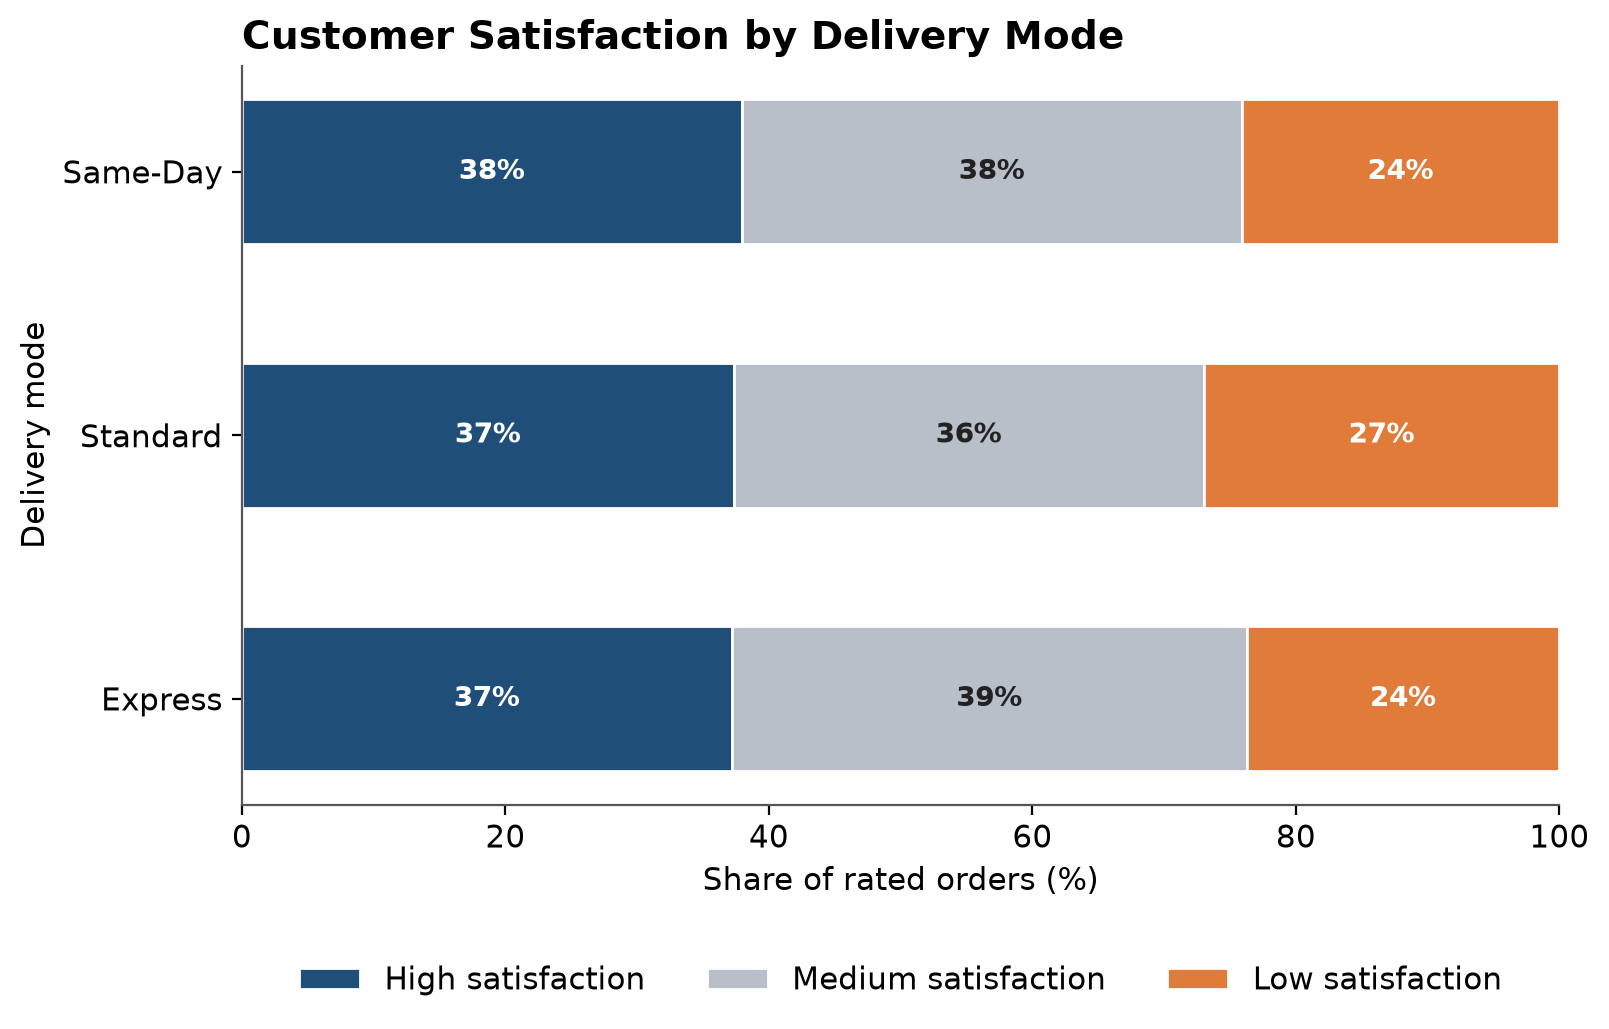 Customer Satisfaction by Delivery Mode
Delivery mode
Same-Day
38%
38%
24%
Standard
37%
36%
27%
Express
37%
39%
24%
0
20
40
60
80
100
Share of rated orders (%)
High satisfaction
Medium satisfaction
Low satisfaction